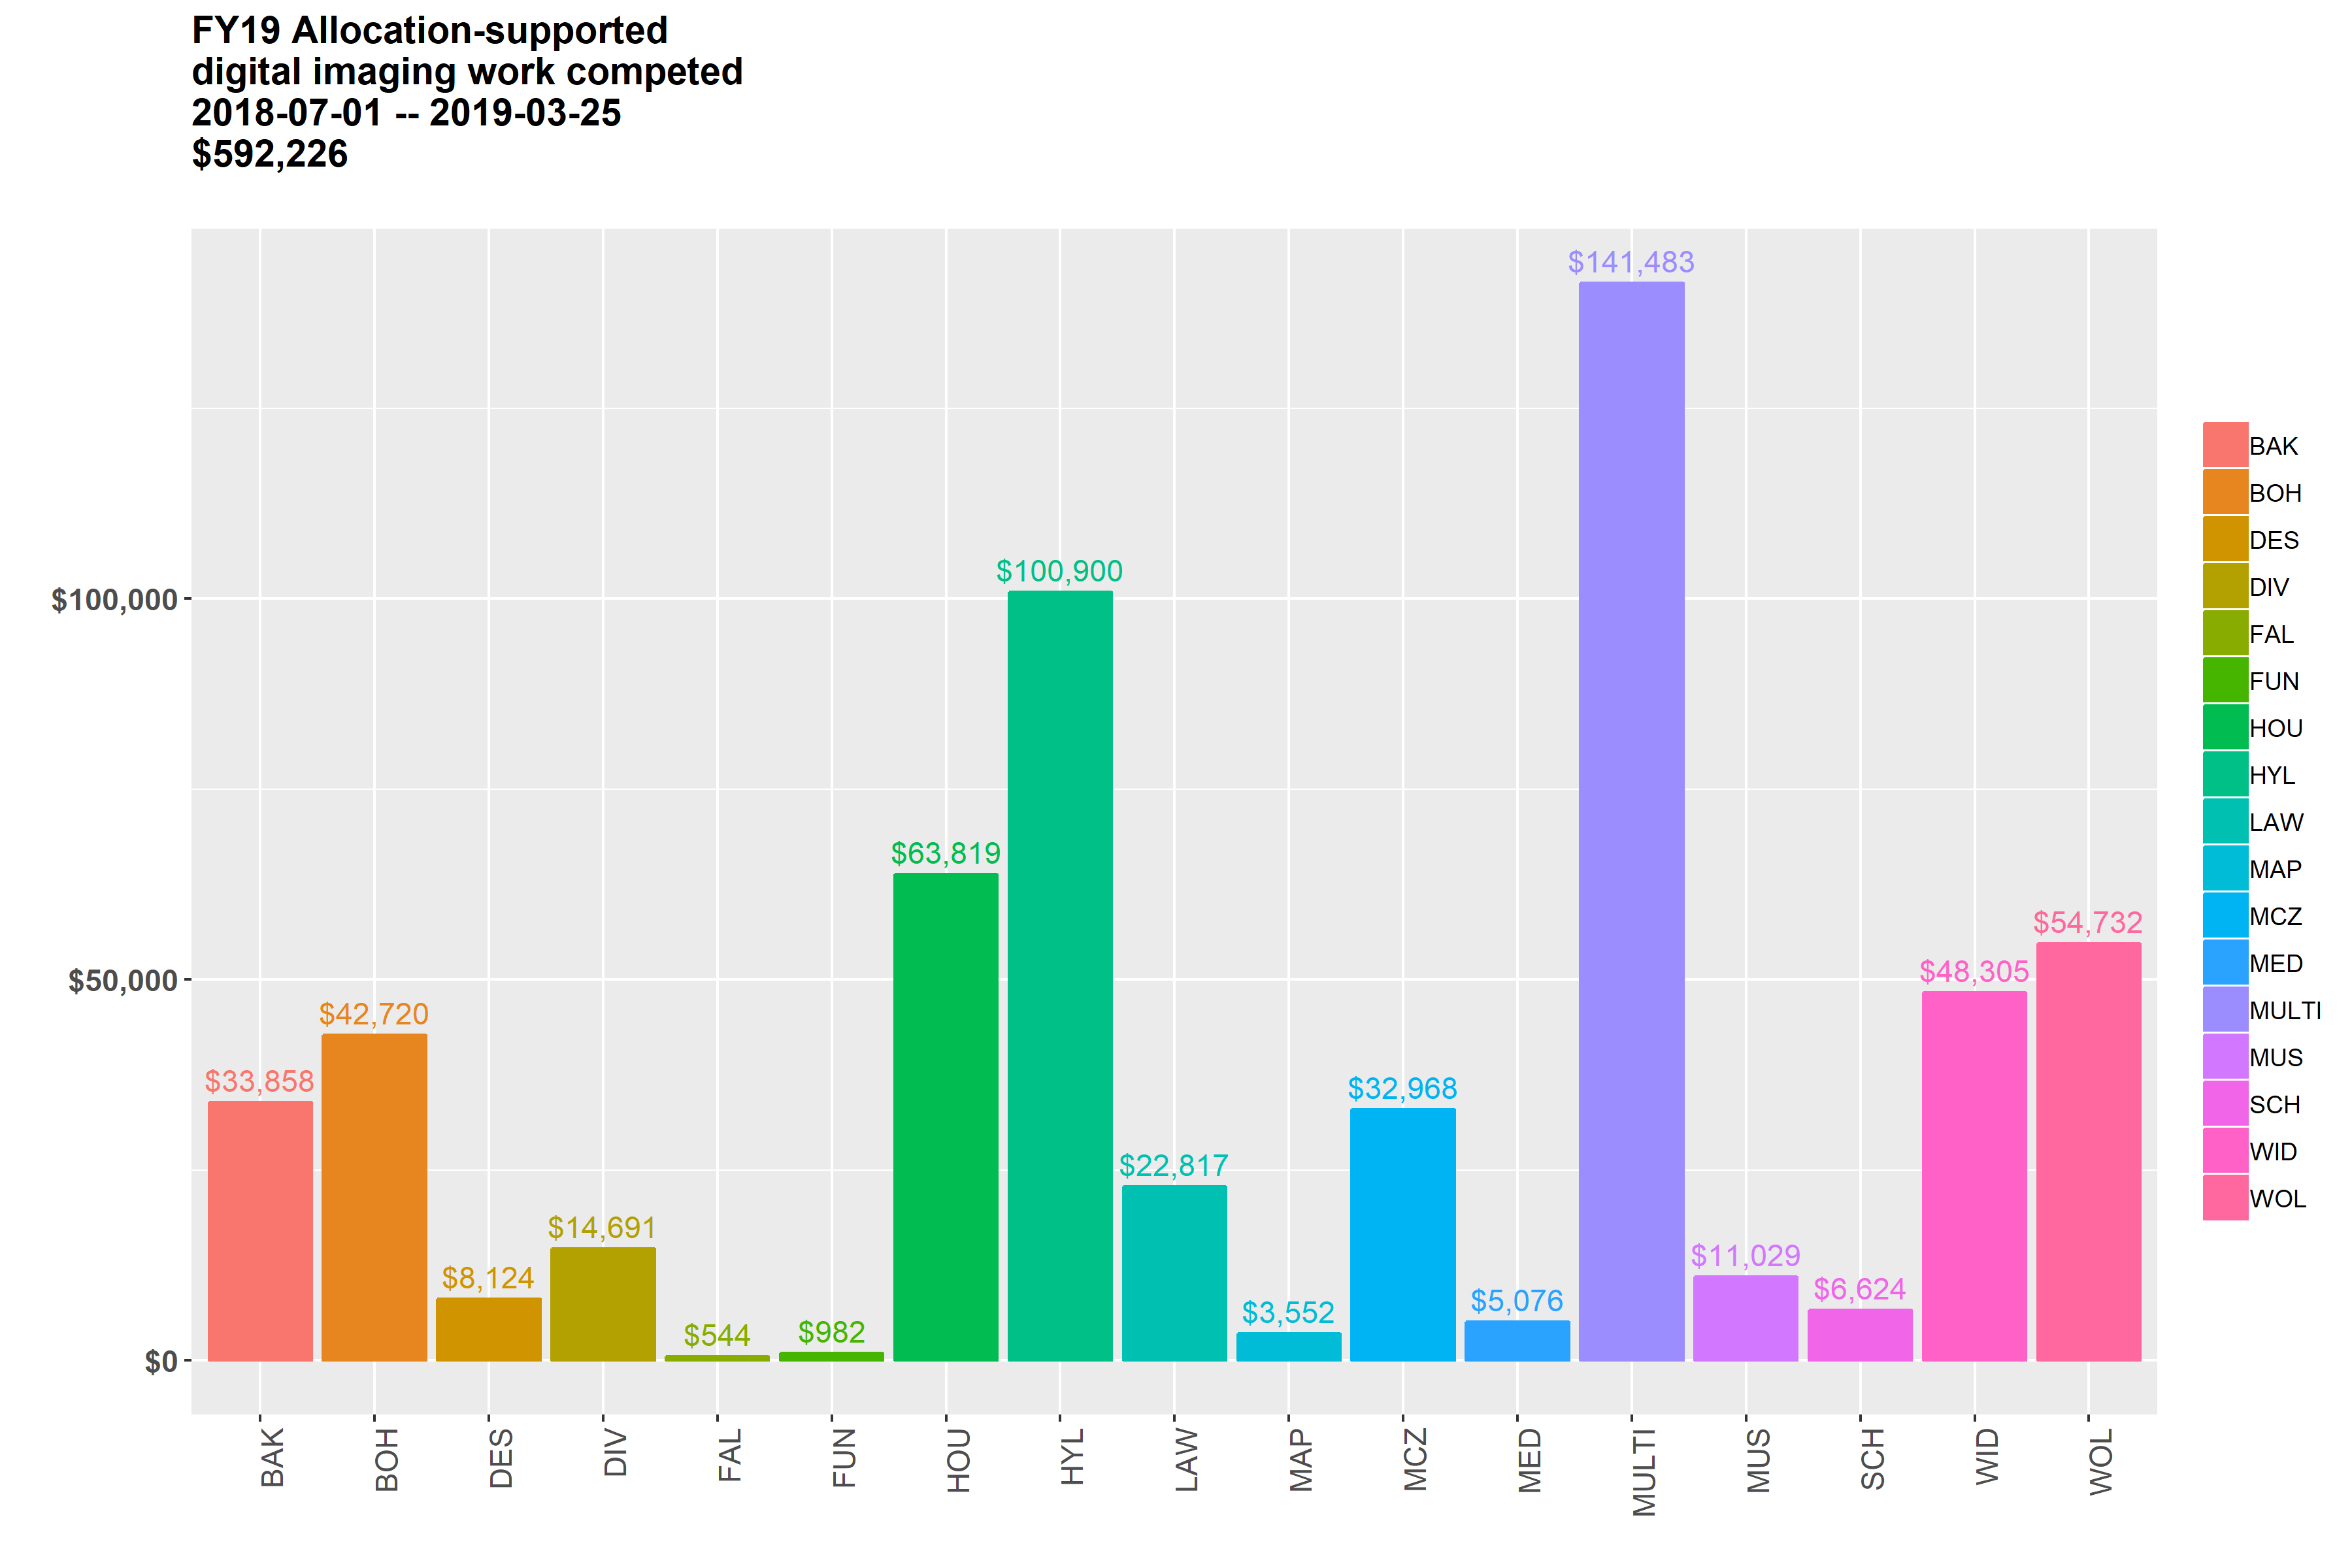 FY19 Allocation-supported
digital imaging work competed
2018-07-01 -- 2019-03-25
$592,226
$141,483
$100,900
$100,000
$63,819
$54,732
$50,000
$48,305
$42,720
$33,858
$32,968
$22,817
$14,691
$11,029
$8,124
$6,624
$5,076
$3,552
$982
$544
$0
BAK
BOH
DES
DIV
FAL
FUN
HOU
HYL
LAW
MAP
MCZ
MED
MULTI
MUS
SCH
WID
WOL
BAK
BOH
DES
DIV
FAL
FUN
HOU
HYL
LAW
MAP
MCZ
MED
MULTI
MUS
SCH
WID
WOL